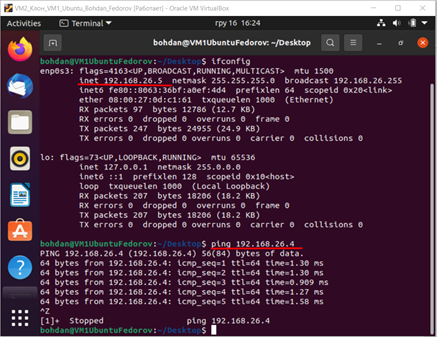 VM2_Клон_VM1_Ubuntu_Bohdan_Fedorov [Работает] - Oracle VM VirtualBox
Activities Terminal гру 16 16:24
bohdan@VM1UbuntuFedorov: ~/Desktop
bohdan@VM1UbuntuFedorov:~/Desktop$ ifconfig
enp0s3: flags=4163<UP,BROADCAST,RUNNING,MULTICAST> mtu 1500
inet 192.168.26.5 netmask 255.255.255.0 broadcast 192.168.26.255
inet6 fe80::8063:36bf:a0ef:4d4 prefixlen 64 scopeid 0x20<link>
ether 08:00:27:0d:c1:61 txqueuelen 1000 (Ethernet)
RX packets 97 bytes 12786 (12.7 KB)
RX errors 0 dropped 0 overruns 0 frame 0
TX packets 247 bytes 24955 (24.9 KB)
TX errors 0 dropped 0 overruns 0 carrier 0 collisions 0
lo: flags=73<UP,LOOPBACK,RUNNING> mtu 65536
inet 127.0.0.1 netmask 255.0.0.0
inet6 ::1 prefixlen 128 scopeid 0x10<host>
loop txqueuelen 1000 (Local Loopback)
RX packets 207 bytes 18206 (18.2 KB)
RX errors 0 dropped 0 overruns 0 frame 0
TX packets 207 bytes 18206 (18.2 KB)
TX errors 0 dropped 0 overruns 0 carrier 0 collisions 0
bohdan@VM1UbuntuFedorov:~/Desktop$ ping 192.168.26.4
PING 192.168.26.4 (192.168.26.4) 56(84) bytes of data.
64 bytes from 192.168.26.4: icmp_seq=1 ttl=64 time=1.30 ms
64 bytes from 192.168.26.4: icmp_seq=2 ttl=64 time=1.30 ms
64 bytes from 192.168.26.4: icmp_seq=3 ttl=64 time=0.909 ms
64 bytes from 192.168.26.4: icmp_seq=4 ttl=64 time=1.27 ms
64 bytes from 192.168.26.4: icmp_seq=5 ttl=64 time=1.58 ms
^Z
[1]+ Stopped ping 192.168.26.4
bohdan@VM1UbuntuFedorov:~/Desktop$